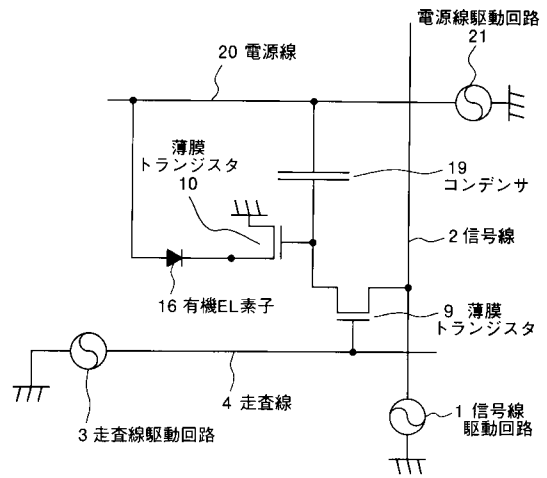 電源線駆動回路
21
20 電源線
薄膜
トランジスタ
10
19
コンデンサ
2 信号線
16 有機EL素子
9 薄膜
トランジスタ
4 走査線
3 走査線駆動回路
1 信号線
駆動回路